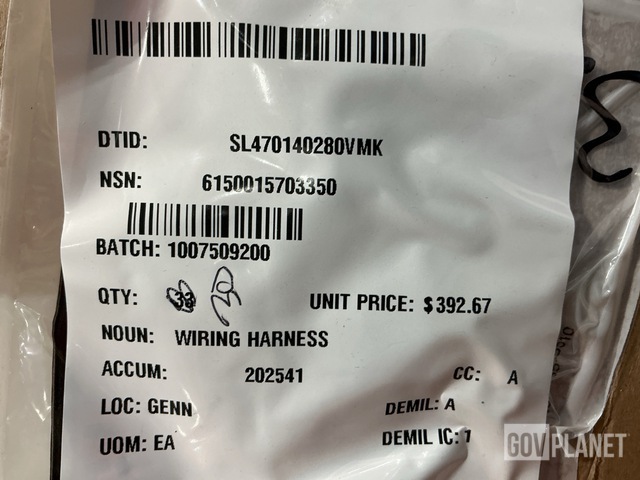 DTID: SL470140280VMK
NSN: 6150015703350
BATCH: 1007509200
QTY: 33 UNIT PRICE: $392.67
NOUN: WIRING HARNESS
ACCUM: 202541 CC: A
LOC: GENN DEMIL: A
UOM: EA DEMIL IC: 1
GOVPLANET